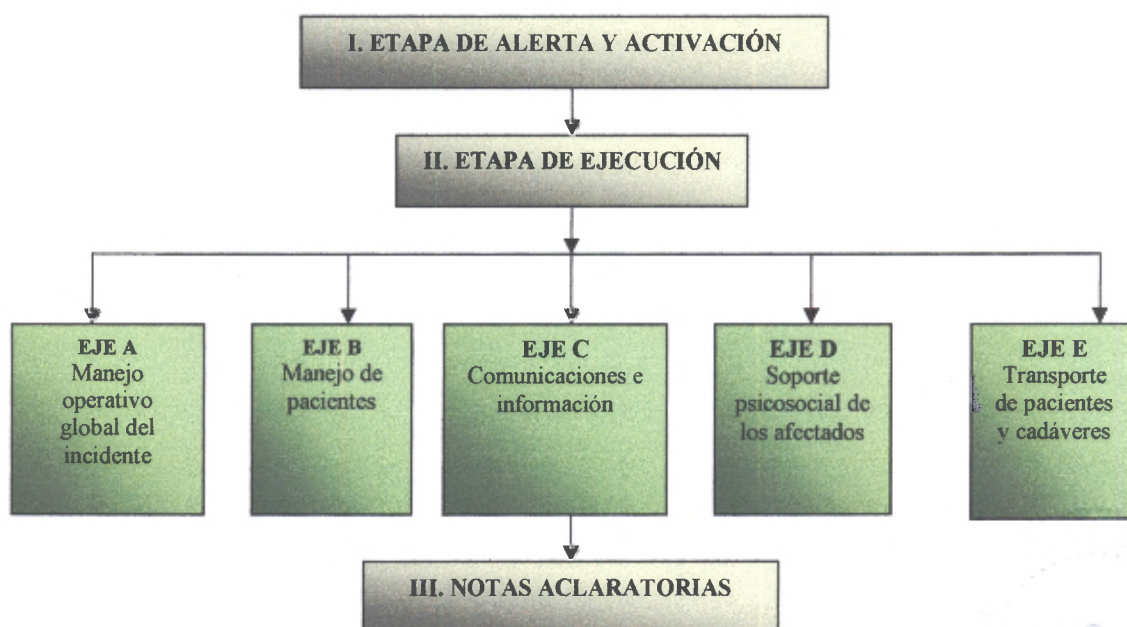 I. ETAPA DE ALERTA Y ACTIVACIÓN
II. ETAPA DE EJECUCIÓN
EJE A
Manejo
operativo
global del
incidente
EJE B
Manejo de
pacientes
EJE C
Comunicaciones e
información
EJE D
Soporte
psicosocial de
los afectados
EJE E
Transporte
de pacientes
y cadáveres
III. NOTAS ACLARATORIAS